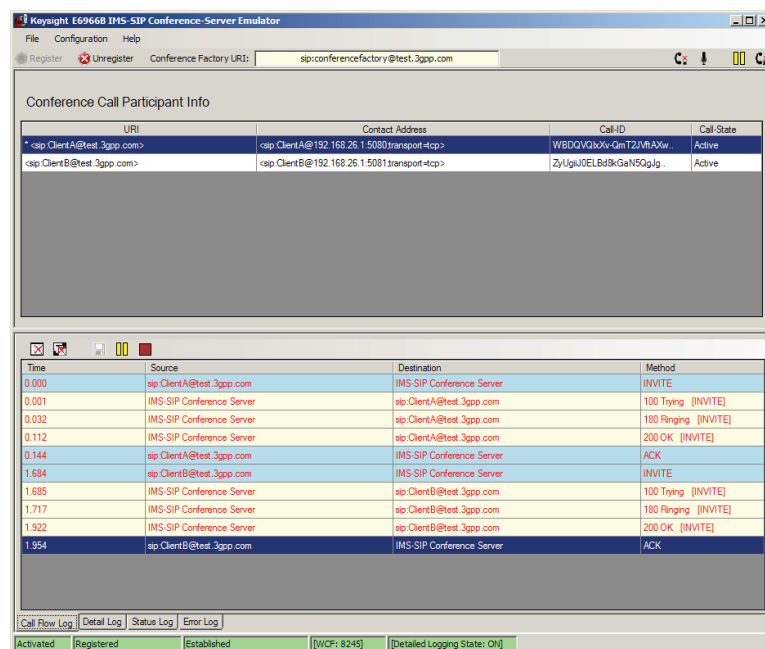 Keysight E6966B IMS-SIP Conference-Server Emulator
File Configuration Help
Register Unregister Conference Factory URI: sip:conferencefactory@test.3gpp.com
Conference Call Participant Info
URI Contact Address Call-ID Call-State
* <sip:ClientA@test.3gpp.com> <sip:ClientA@192.168.26.1:5080;transport=tcp> WBDQVQlxXv-QmT2JVftAXw.. Active
<sip:ClientB@test.3gpp.com> <sip:ClientB@192.168.26.1:5081;transport=tcp> ZyUgiiJ0ELBd8kGaN5QgJg.. Active
Time Source Destination Method
0.000 sip:ClientA@test.3gpp.com IMS-SIP Conference Server INVITE
0.001 IMS-SIP Conference Server sip:ClientA@test.3gpp.com 100 Trying [INVITE]
0.032 IMS-SIP Conference Server sip:ClientA@test.3gpp.com 180 Ringing [INVITE]
0.112 IMS-SIP Conference Server sip:ClientA@test.3gpp.com 200 OK [INVITE]
0.144 sip:ClientA@test.3gpp.com IMS-SIP Conference Server ACK
1.684 sip:ClientB@test.3gpp.com IMS-SIP Conference Server INVITE
1.685 IMS-SIP Conference Server sip:ClientB@test.3gpp.com 100 Trying [INVITE]
1.717 IMS-SIP Conference Server sip:ClientB@test.3gpp.com 180 Ringing [INVITE]
1.922 IMS-SIP Conference Server sip:ClientB@test.3gpp.com 200 OK [INVITE]
1.954 sip:ClientB@test.3gpp.com IMS-SIP Conference Server ACK
Call Flow Log Detail Log Status Log Error Log
Activated Registered Established [WCF: 8245] [Detailed Logging State: ON]